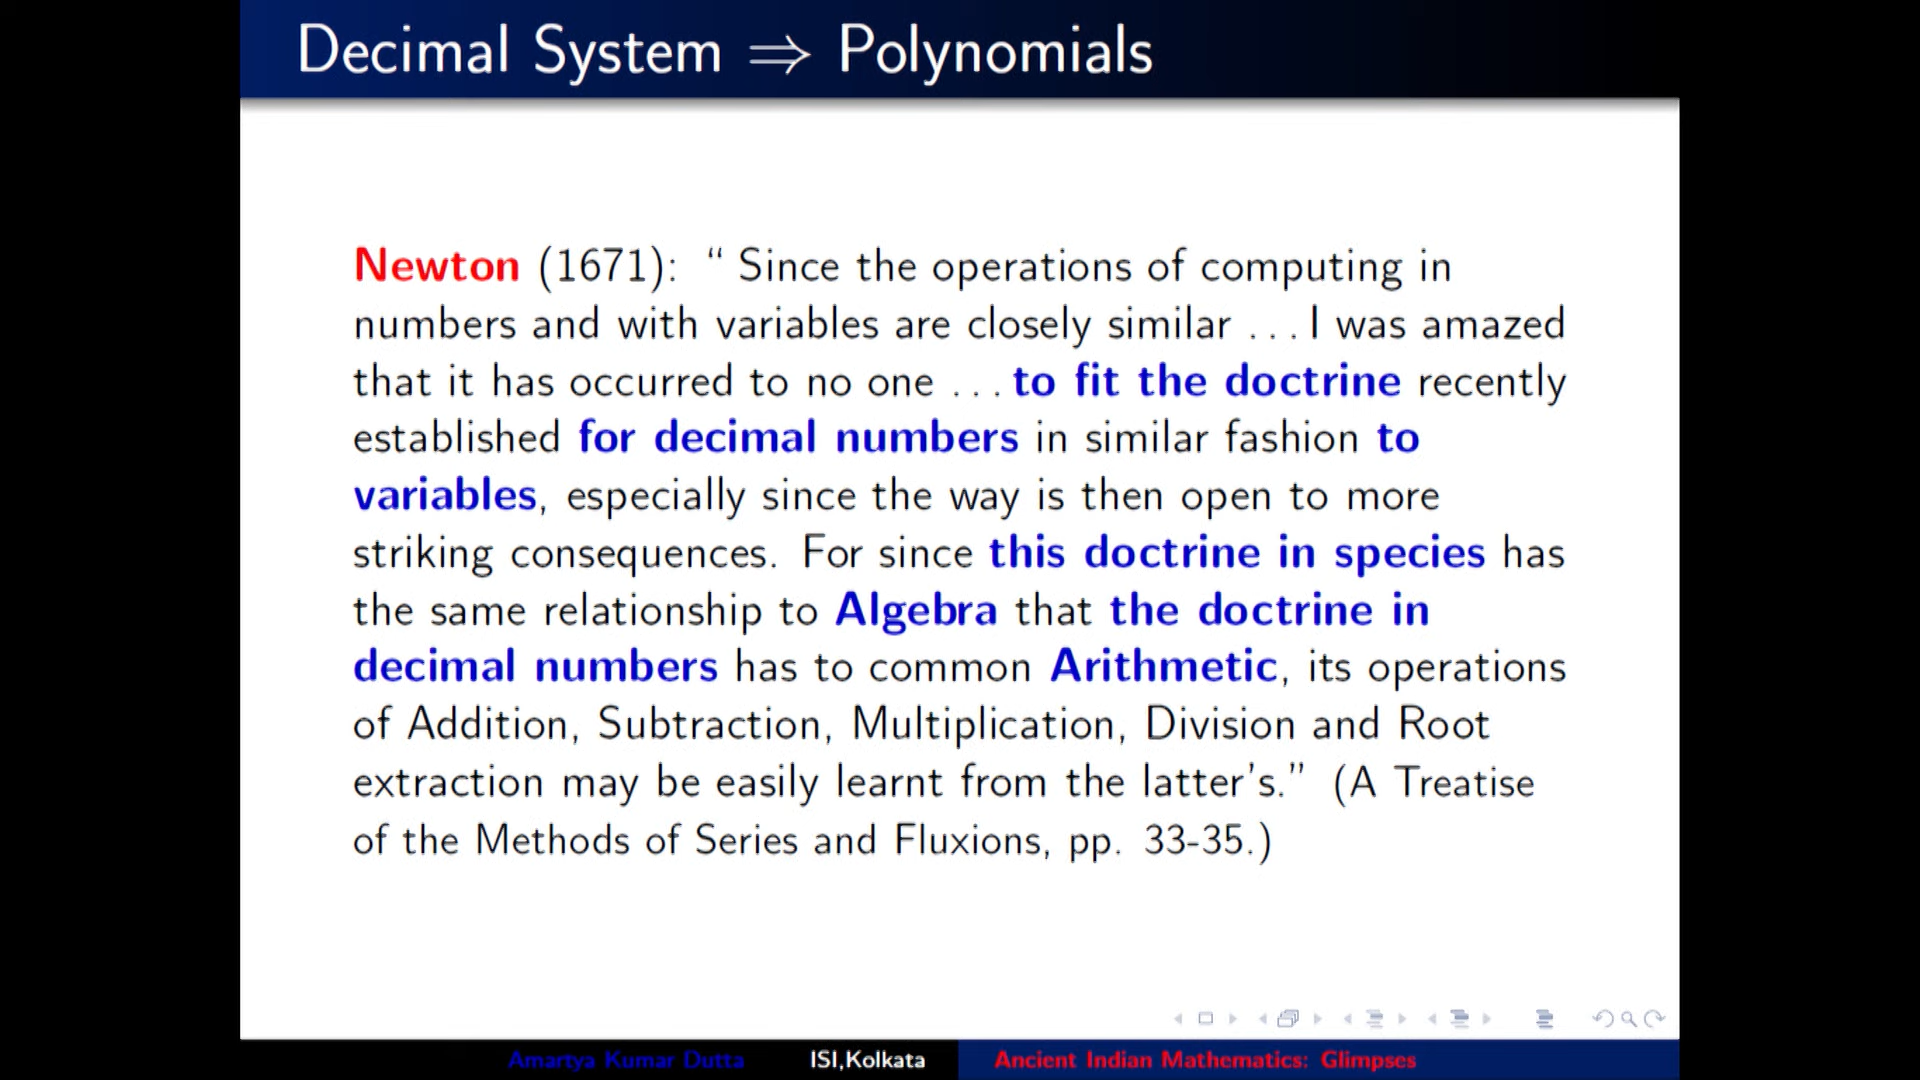 Decimal System ⇒ Polynomials
Newton (1671): “ Since the operations of computing in
numbers and with variables are closely similar . . . I was amazed
that it has occurred to no one . . . to fit the doctrine recently
established for decimal numbers in similar fashion to
variables, especially since the way is then open to more
striking consequences. For since this doctrine in species has
the same relationship to Algebra that the doctrine in
decimal numbers has to common Arithmetic, its operations
of Addition, Subtraction, Multiplication, Division and Root
extraction may be easily learnt from the latter’s.” (A Treatise
of the Methods of Series and Fluxions, pp. 33-35.)
Amartya Kumar Dutta ISI,Kolkata Ancient Indian Mathematics: Glimpses